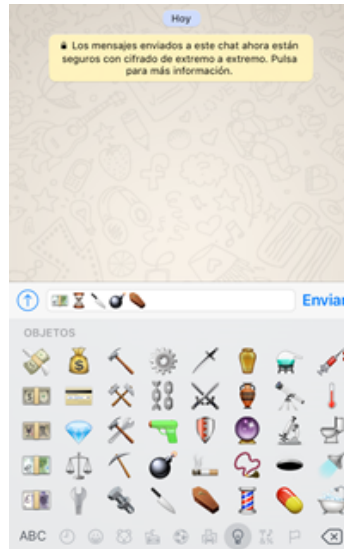 Hoy
Los mensajes enviados a este chat ahora están
seguros con cifrado de extremo a extremo. Pulsa
para más información.
Enviar
OBJETOS
ABC